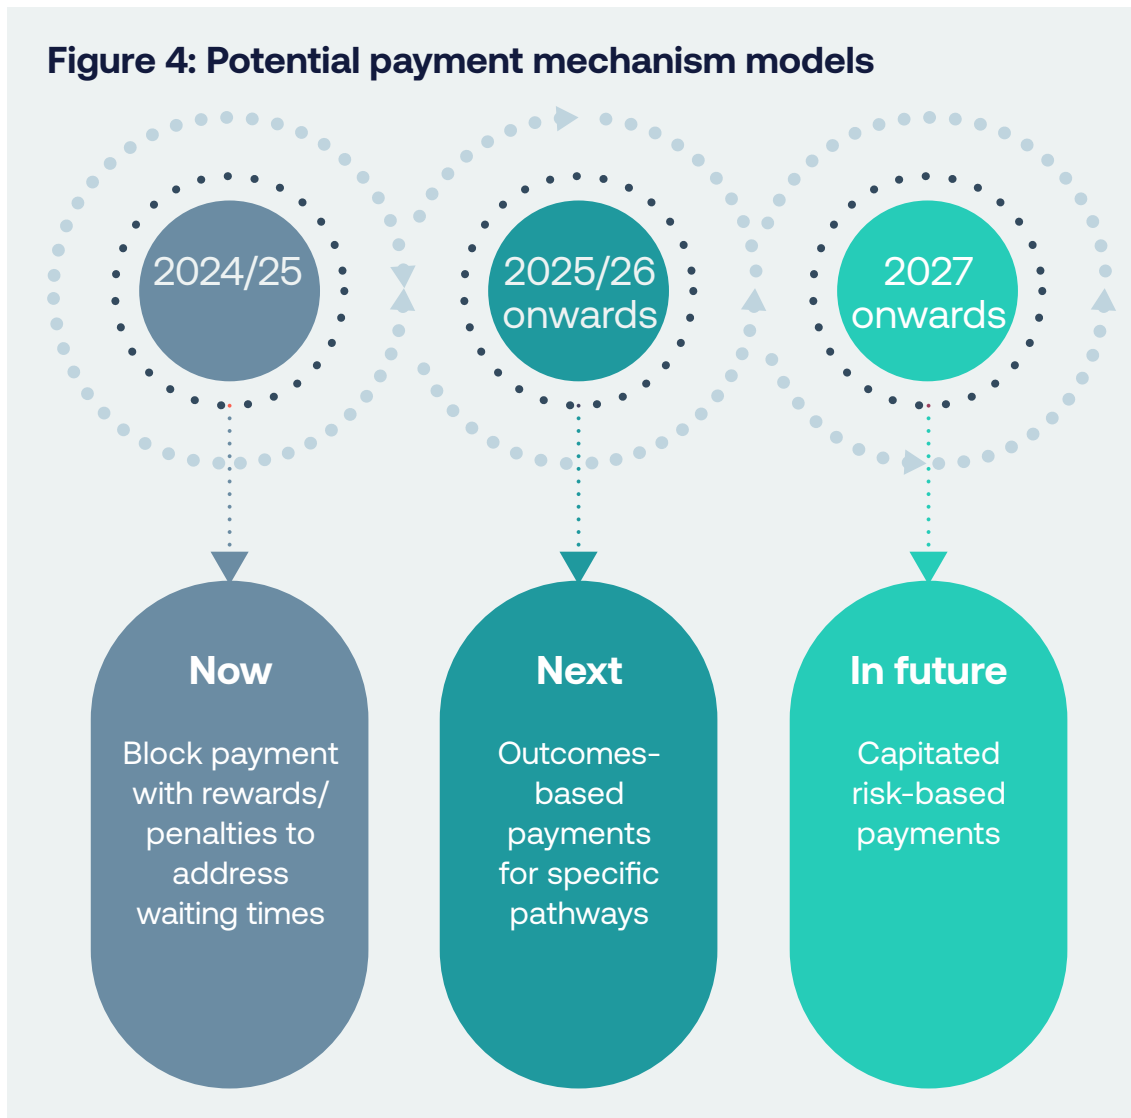 Figure 4: Potential payment mechanism models
2024/25
2025/26
onwards
2027
onwards
Now
Block payment
with rewards/
penalties to
address
waiting times
Next
Outcomes-
based
payments
for specific
pathways
In future
Capitated
risk-based
payments